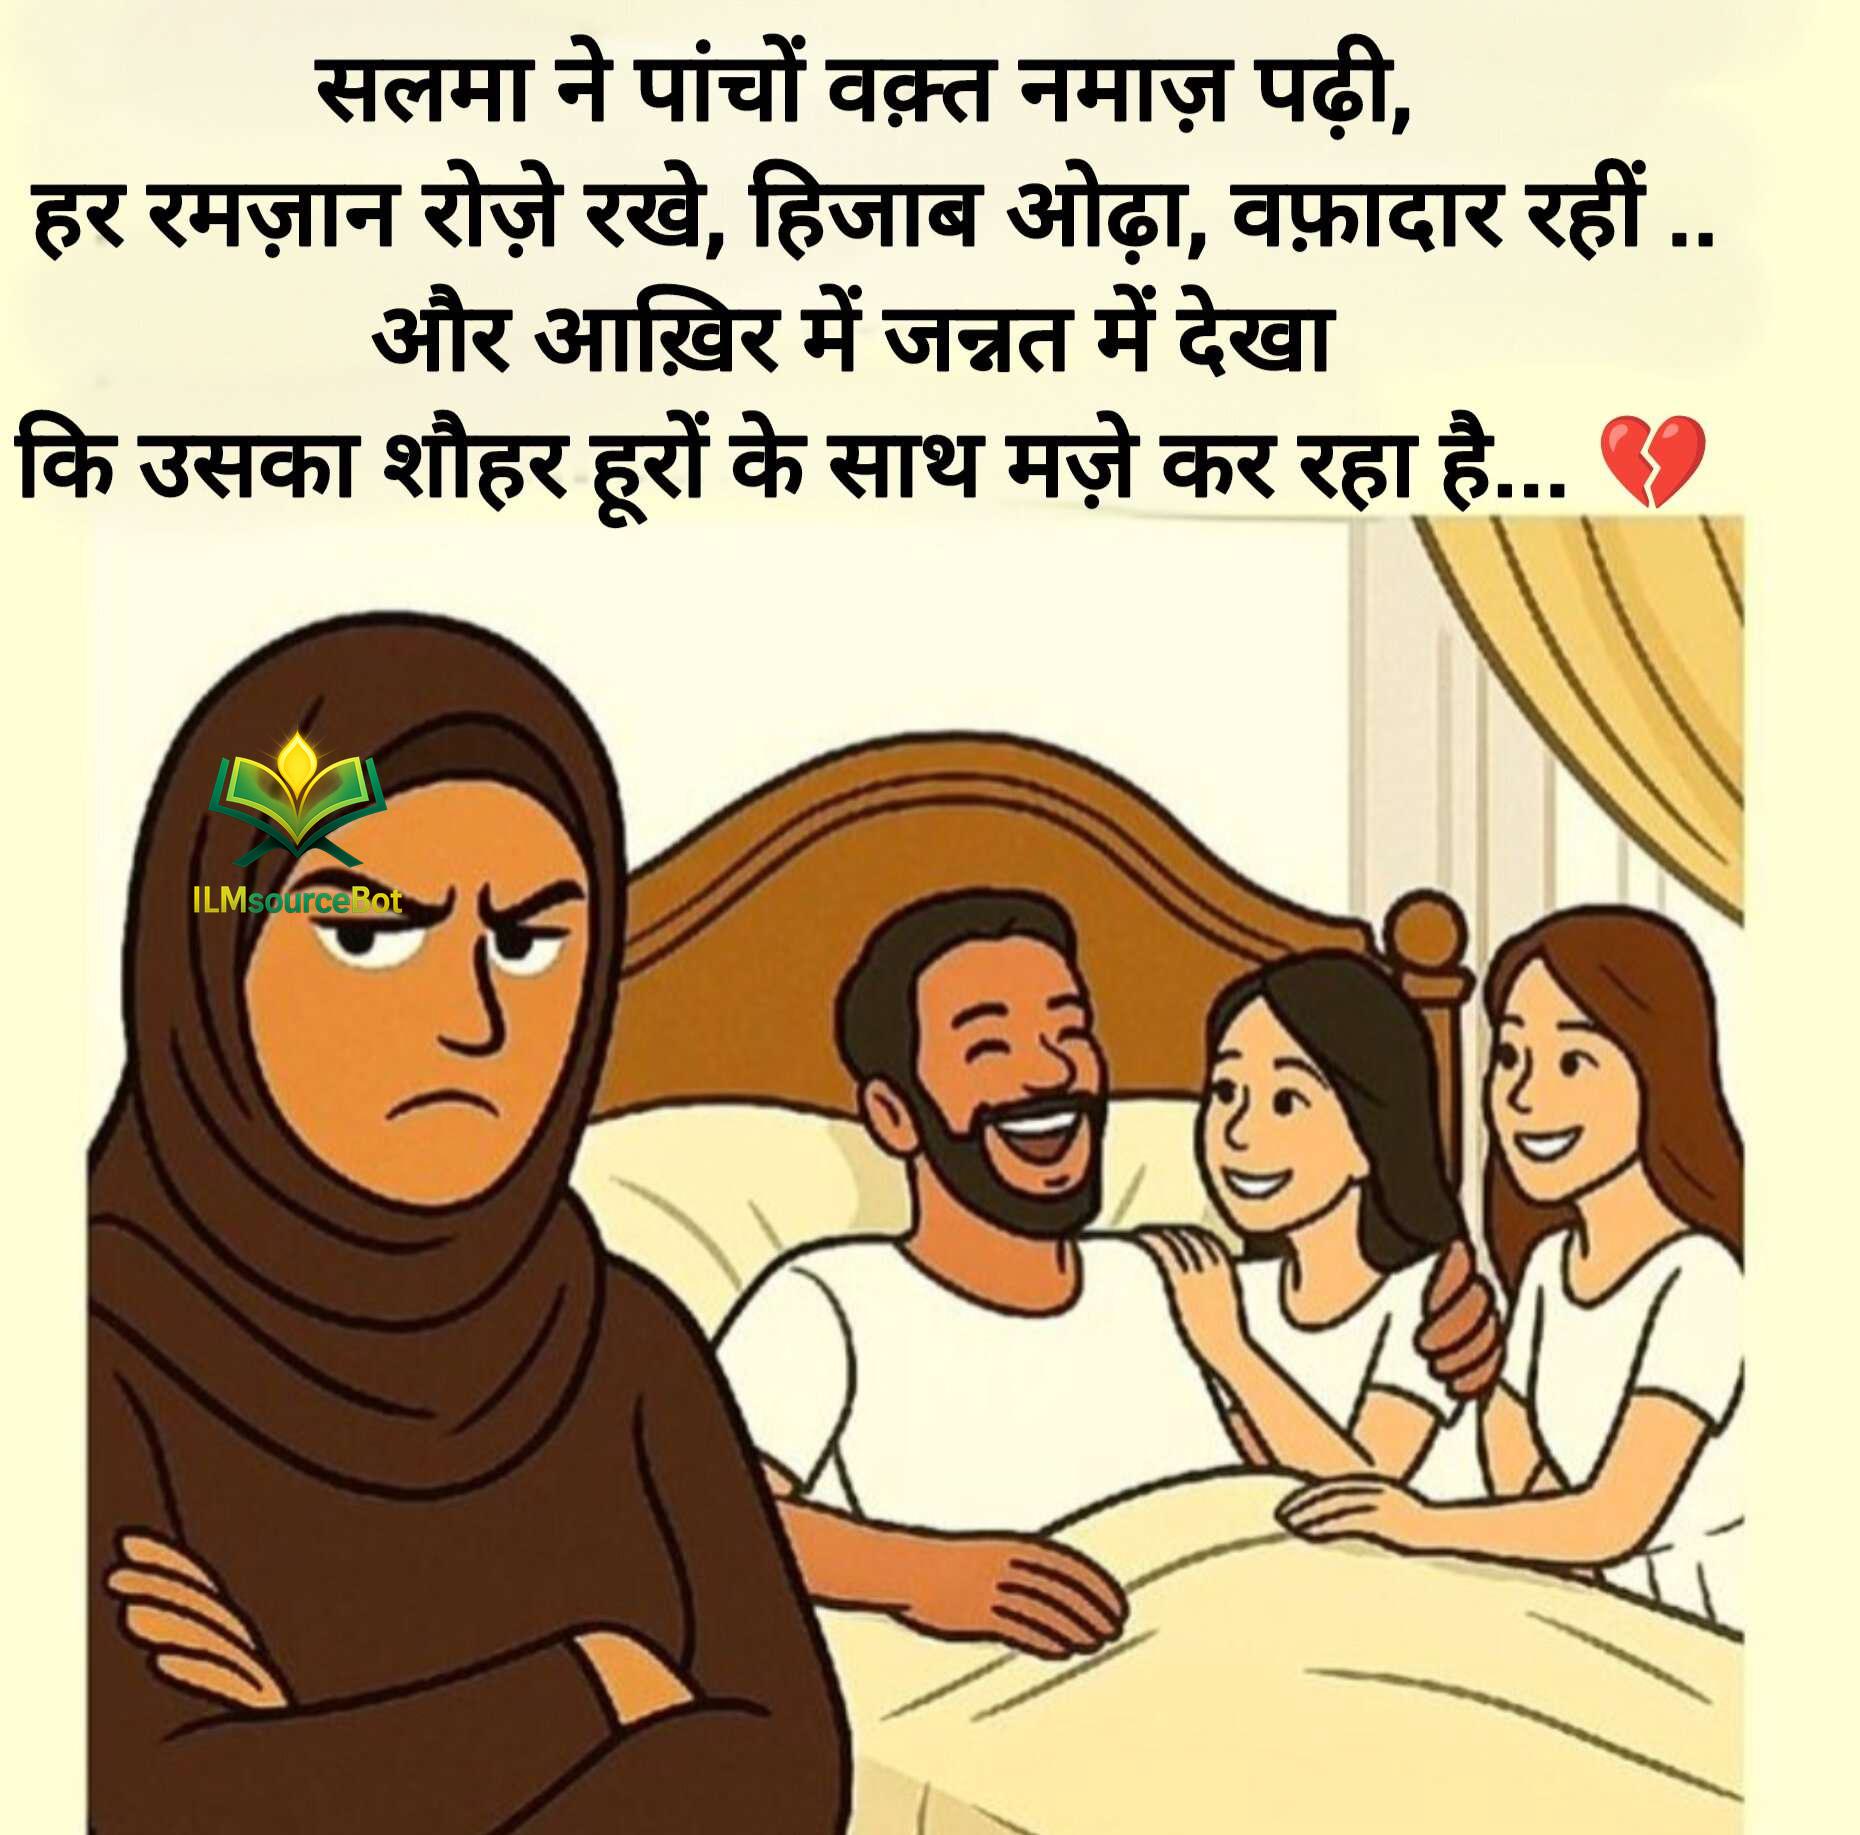 सलमा ने पांचों वक़्त नमाज़ पढ़ी,
हर रमज़ान रोज़े रखे, हिजाब ओढ़ा, वफ़ादार रहीं ..
और आख़िर में जन्नत में देखा
कि उसका शौहर हूरों के साथ मज़े कर रहा है... 💔
ILMsourceBot